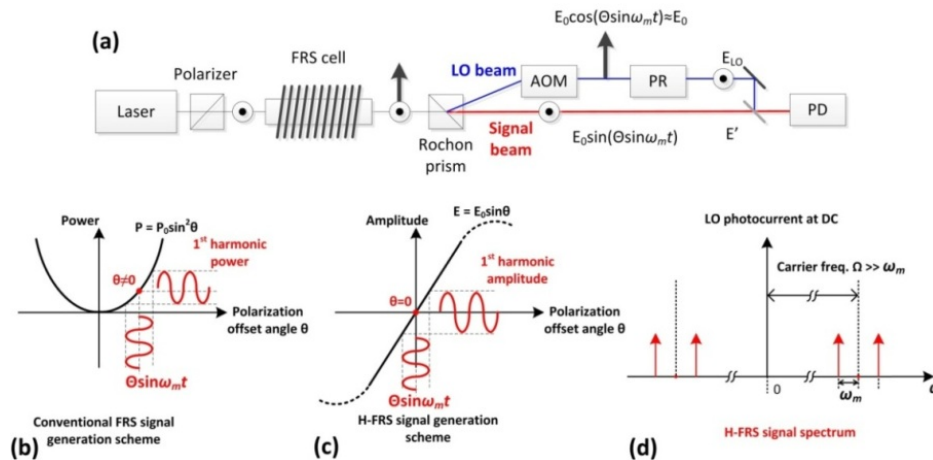 (a)
E₀cos(Θsinωₘt)≈E₀
FRS cell
Polarizer
LO beam
AOM
PR
E_LO
Laser
PD
Signal
beam
Rochon
prism
E₀sin(Θsinωₘt)
E'
Power
P = P₀sin²θ
1st harmonic
power
θ≠0
Polarization
offset angle θ
Θsinωₘt
Conventional FRS signal
generation scheme
(b)
Amplitude
E = E₀sinθ
1st harmonic
amplitude
θ=0
Polarization
offset angle θ
Θsinωₘt
H-FRS signal generation
scheme
(c)
LO photocurrent at DC
Carrier freq. Ω >> ωₘ
0
ωₘ
H-FRS signal spectrum
(d)